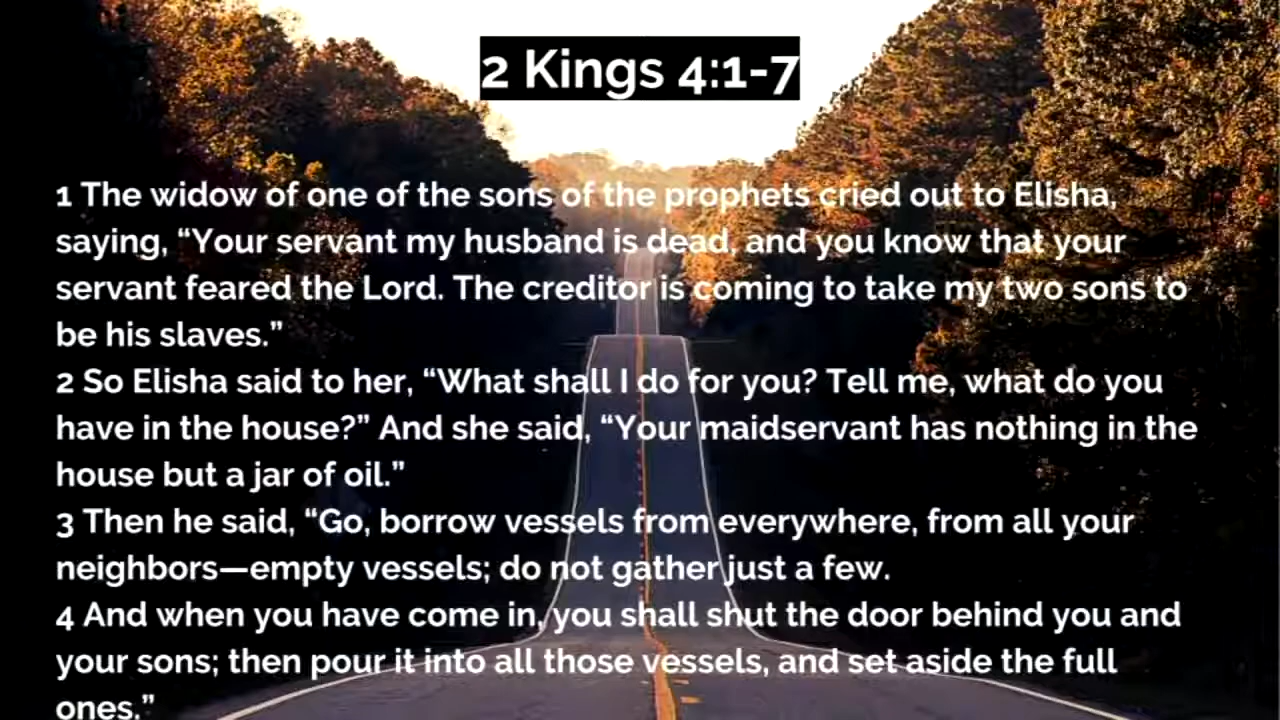 2 Kings 4:1-7
1 The widow of one of the sons of the prophets cried out to Elisha,
saying, “Your servant my husband is dead, and you know that your
servant feared the Lord. The creditor is coming to take my two sons to
be his slaves.”
2 So Elisha said to her, “What shall I do for you? Tell me, what do you
have in the house?” And she said, “Your maidservant has nothing in the
house but a jar of oil.”
3 Then he said, “Go, borrow vessels from everywhere, from all your
neighbors—empty vessels; do not gather just a few.
4 And when you have come in, you shall shut the door behind you and
your sons; then pour it into all those vessels, and set aside the full
ones.”